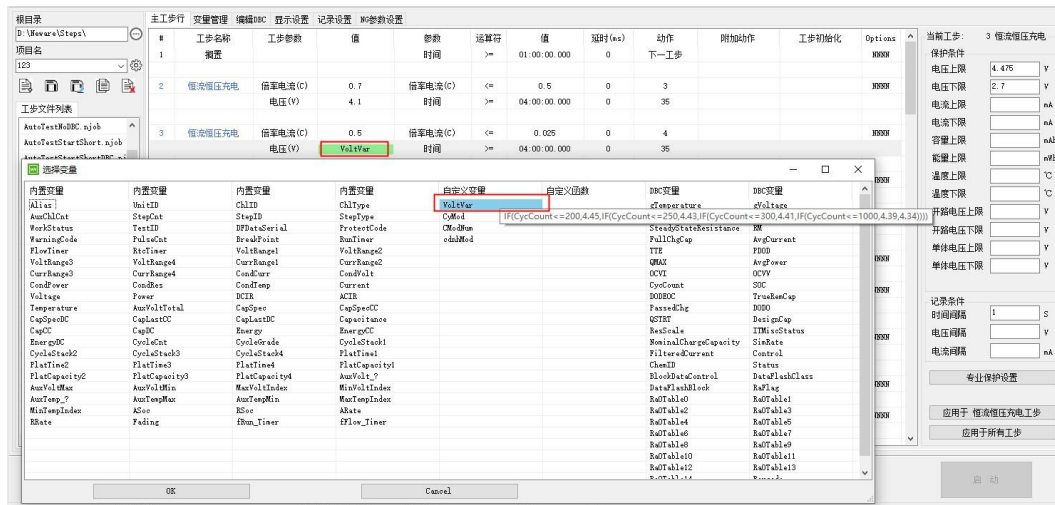 根目录
D:\Neware\Steps\
项目名
123
工步文件列表
AutoTestNoDBC.njob
AutoTestStartShort.njob
主工步行 变量管理 编辑DBC 显示设置 记录设置 NG参数设置
# 工步名称 工步参数 值 参数 运算符 值 延时(ms) 动作 附加动作 工步初始化 Options
1 搁置 时间 >= 01:00:00.000 0 下一工步 NNNN
2 恒流恒压充电 倍率电流(C) 0.7 倍率电流(C) <= 0.5 0 3 NNNN
电压(V) 4.1 时间 >= 04:00:00.000 0 35
3 恒流恒压充电 倍率电流(C) 0.5 倍率电流(C) <= 0.025 0 4 NNNN
电压(V) VoltVar 时间 >= 04:00:00.000 0 35
选择变量
内置变量 内置变量 内置变量 内置变量 自定义变量 自定义函数 DBC变量 DBC变量
Alias UnitID ChlID ChlType VoltVar gTemperature gVoltage
AuxChlCnt StepCnt StepID StepType CyMod
IF(CycCount<=200,4.45,IF(CycCount<=250,4.43,IF(CycCount<=300,4.41,IF(CycCount<=1000,4.39,4.34))))
WorkStatus TestID DFDataSerial ProtectCode CModNum SteadyStateResistance RM
WarningCode PulseCnt BreakPoint RunTimer cdnhMod FullChgCap AvgCurrent
FlowTimer RtcTimer VoltRange1 VoltRange2 TTE PDOD
VoltRange3 VoltRange4 CurrRange1 CurrRange2 QMAX AvgPower
CurrRange3 CurrRange4 CondCurr CondVolt OCVI OCVV
CondPower CondRes CondTemp Current CycCount SOC
Voltage Power DCIR ACIR DODEOC TrueRemCap
Temperature AuxVoltTotal CapSpec CapSpecCC PassedChg DOD0
CapSpecDC CapLastCC CapLastDC Capacitance QSTRT DesignCap
CapCC CapDC Energy EnergyCC ResScale ITMiscStatus
EnergyDC CycleCnt CycleGrade CycleStack1 NominalChargeCapacity SimRate
CycleStack2 CycleStack3 CycleStack4 PlatTime1 FilteredCurrent Control
PlatTime2 PlatTime3 PlatTime4 PlatCapacity1 ChemID Status
PlatCapacity2 PlatCapacity3 PlatCapacity4 AuxVolt_? BlockDataControl DataFlashClass
AuxVoltMax AuxVoltMin MaxVoltIndex MinVoltIndex DataFlashBlock RaFlag
AuxTemp_? AuxTempMax AuxTempMin MaxTempIndex RaOTable0 RaOTable1
MinTempIndex ASoc RSoc ARate RaOTable2 RaOTable3
RRate Fading fRun_Timer fFlow_Timer RaOTable4 RaOTable5
RaOTable6 RaOTable7
RaOTable8 RaOTable9
RaOTable10 RaOTable11
RaOTable12 RaOTable13
OK Cancel
当前工步: 3 恒流恒压充电
保护条件
电压上限 4.475 V
电压下限 2.7 V
电流上限 mA
电流下限 mA
容量上限 mAh
能量上限 mWh
温度上限 ℃
温度下限 ℃
开路电压上限 V
开路电压下限 V
单体电压上限 V
单体电压下限 V
记录条件
时间间隔 1 S
电压间隔 V
电流间隔 mA
专业保护设置
应用于 恒流恒压充电工步
应用于所有工步
启动